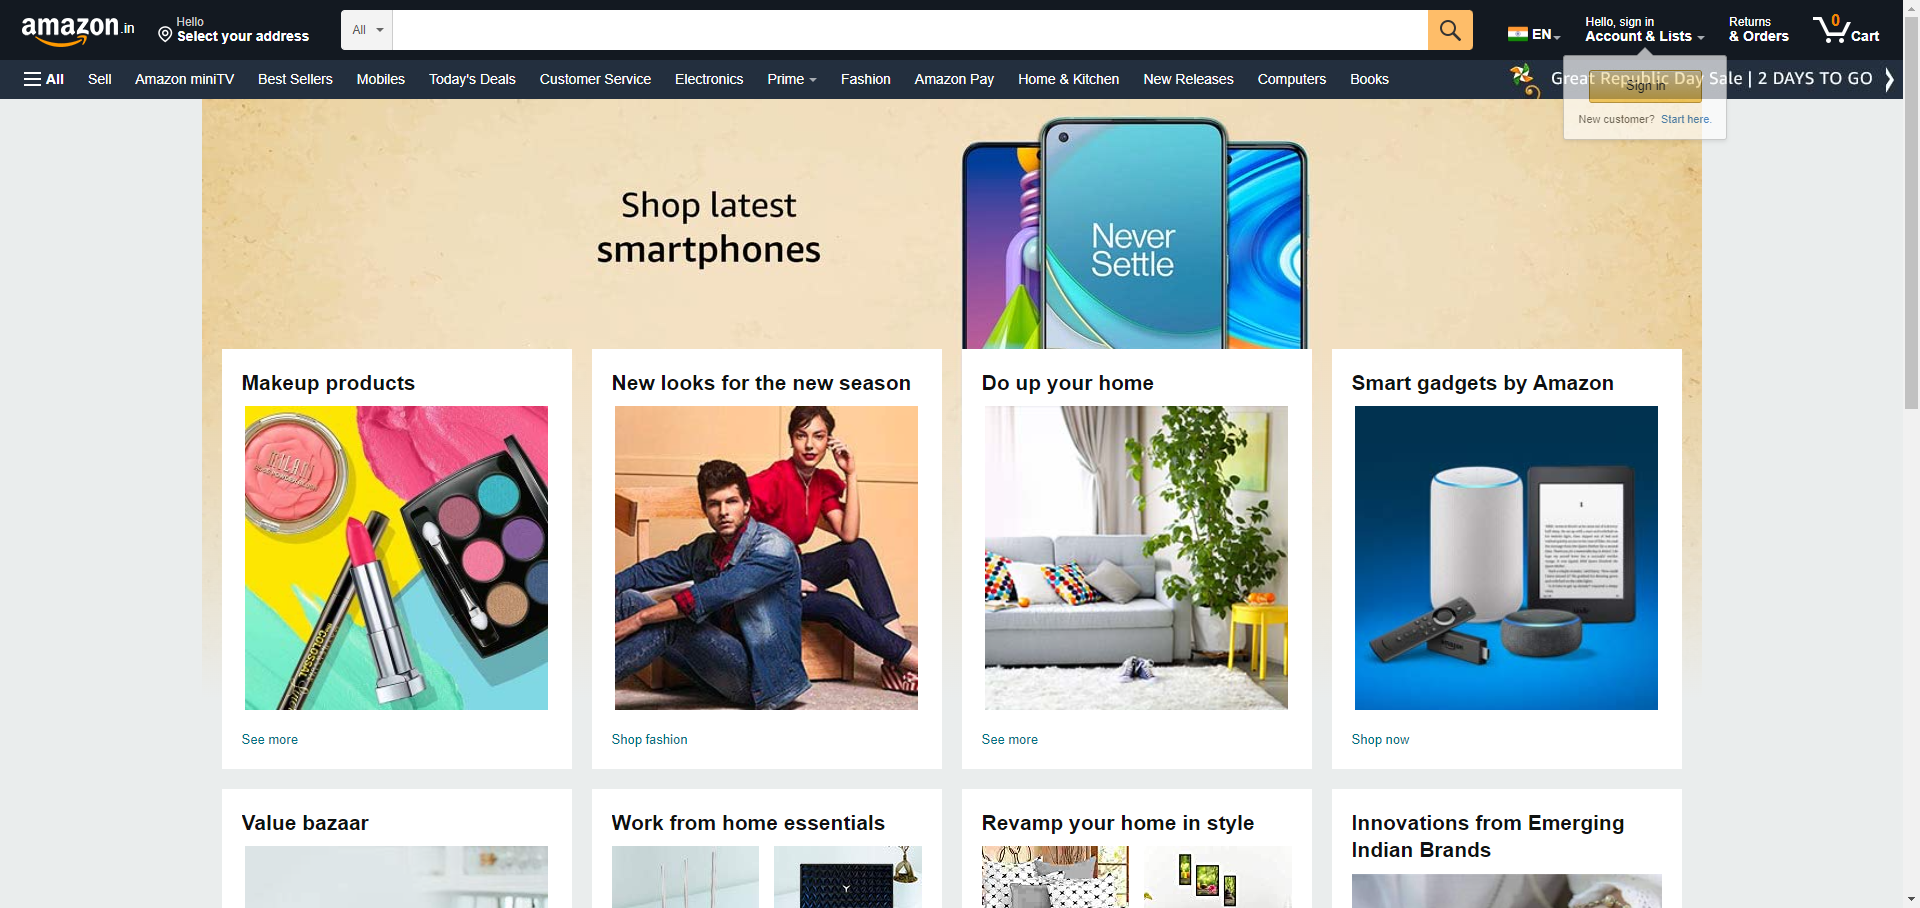 amazon.in
Hello
Select your address
All
EN
Hello, sign in
Account & Lists
Returns
& Orders
0
Cart
All
Sell
Amazon miniTV
Best Sellers
Mobiles
Today's Deals
Customer Service
Electronics
Prime
Fashion
Amazon Pay
Home & Kitchen
New Releases
Computers
Books
Great Republic Day Sale | 2 DAYS TO GO
Sign in
New customer? Start here.
Shop latest
smartphones
Never
Settle
Makeup products
New looks for the new season
Do up your home
Smart gadgets by Amazon
MILANI
COLOSSAL
kindle
amazon
See more
Shop fashion
See more
Shop now
Value bazaar
Work from home essentials
Revamp your home in style
Innovations from Emerging
Indian Brands